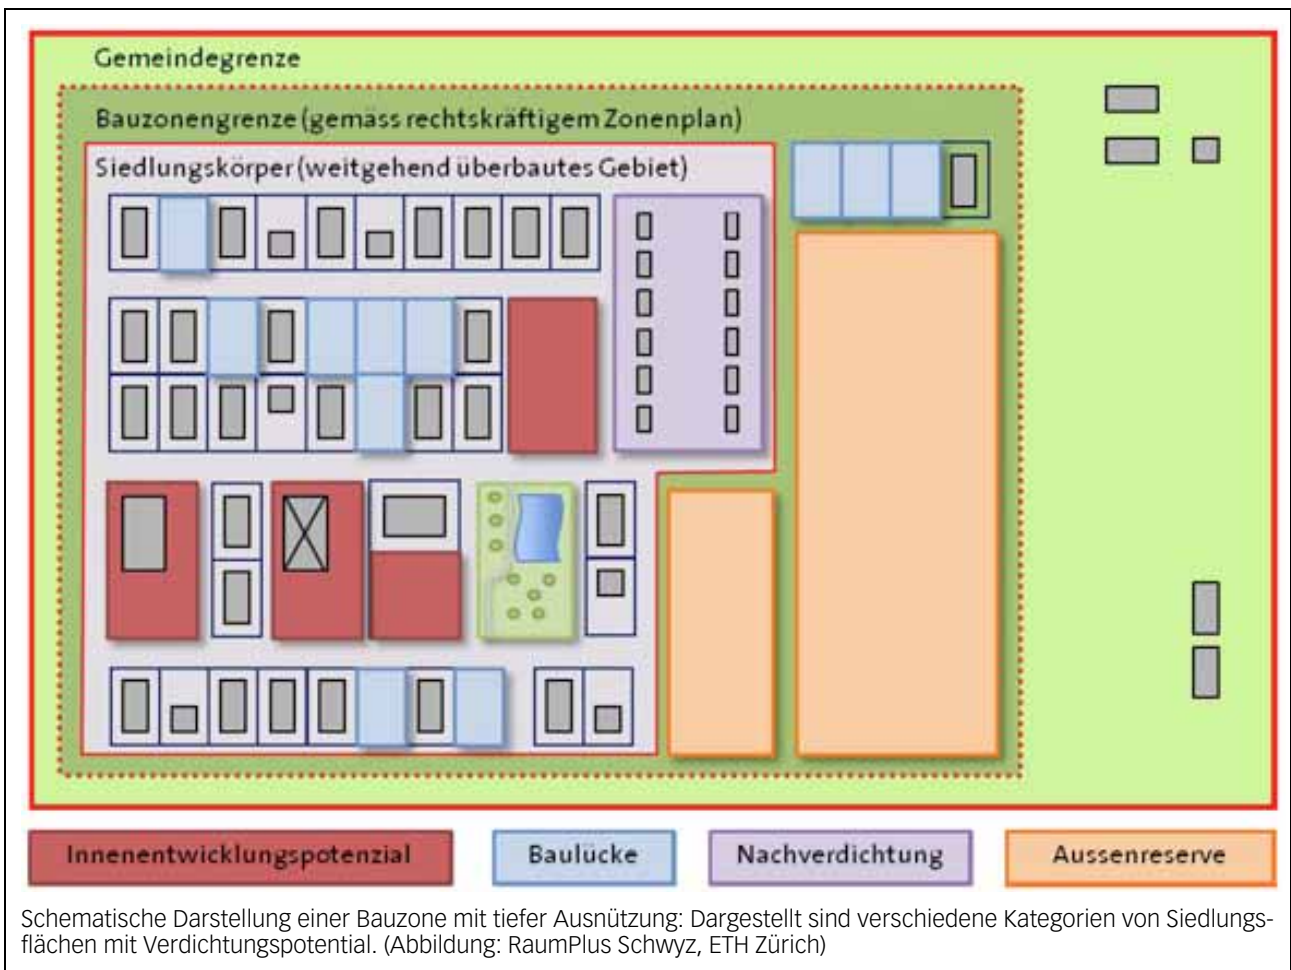 Gemeindegrenze
Bauzonengrenze (gemäss rechtskräftigem Zonenplan)
Siedlungskörper (weitgehend überbautes Gebiet)
Innenentwicklungspotenzial
Baulücke
Nachverdichtung
Aussenreserve
Schematische Darstellung einer Bauzone mit tiefer Ausnützung: Dargestellt sind verschiedene Kategorien von Siedlungs-
flächen mit Verdichtungspotential. (Abbildung: RaumPlus Schwyz, ETH Zürich)